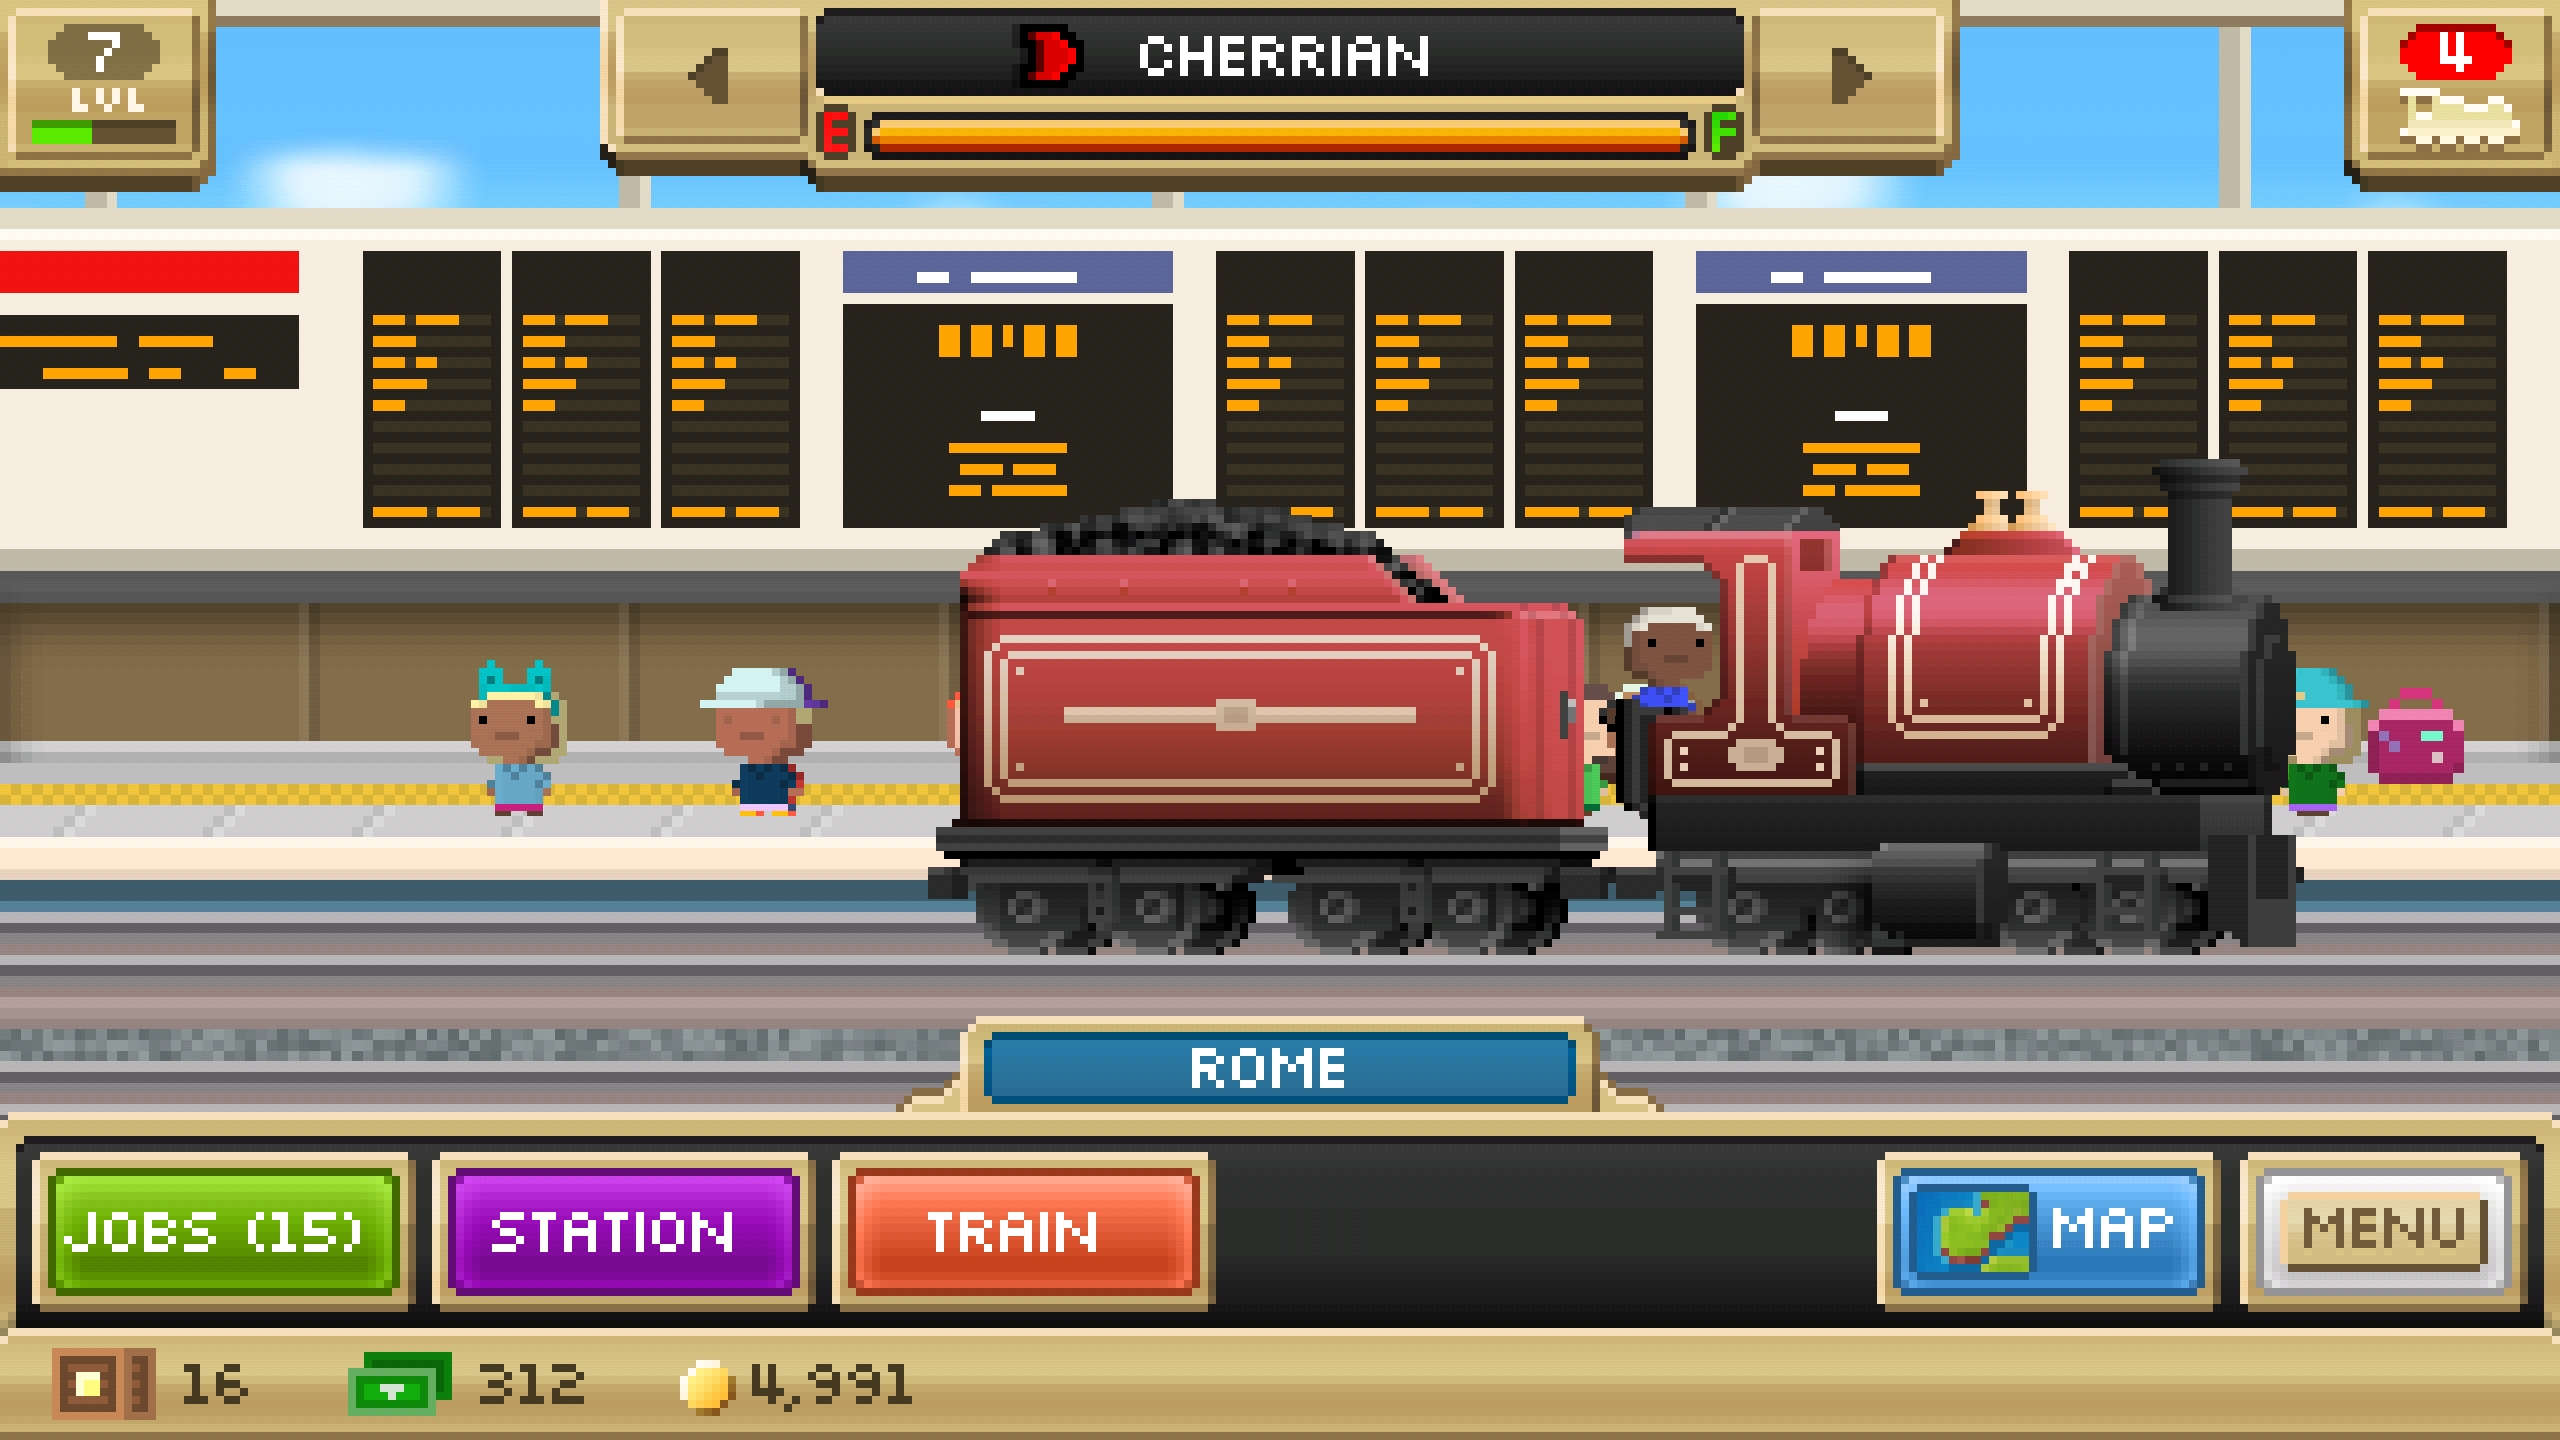 7
LVL
CHERRIAN
E F
4
ROME
JOBS (15)
STATION
TRAIN
MAP
MENU
16
312
4,991